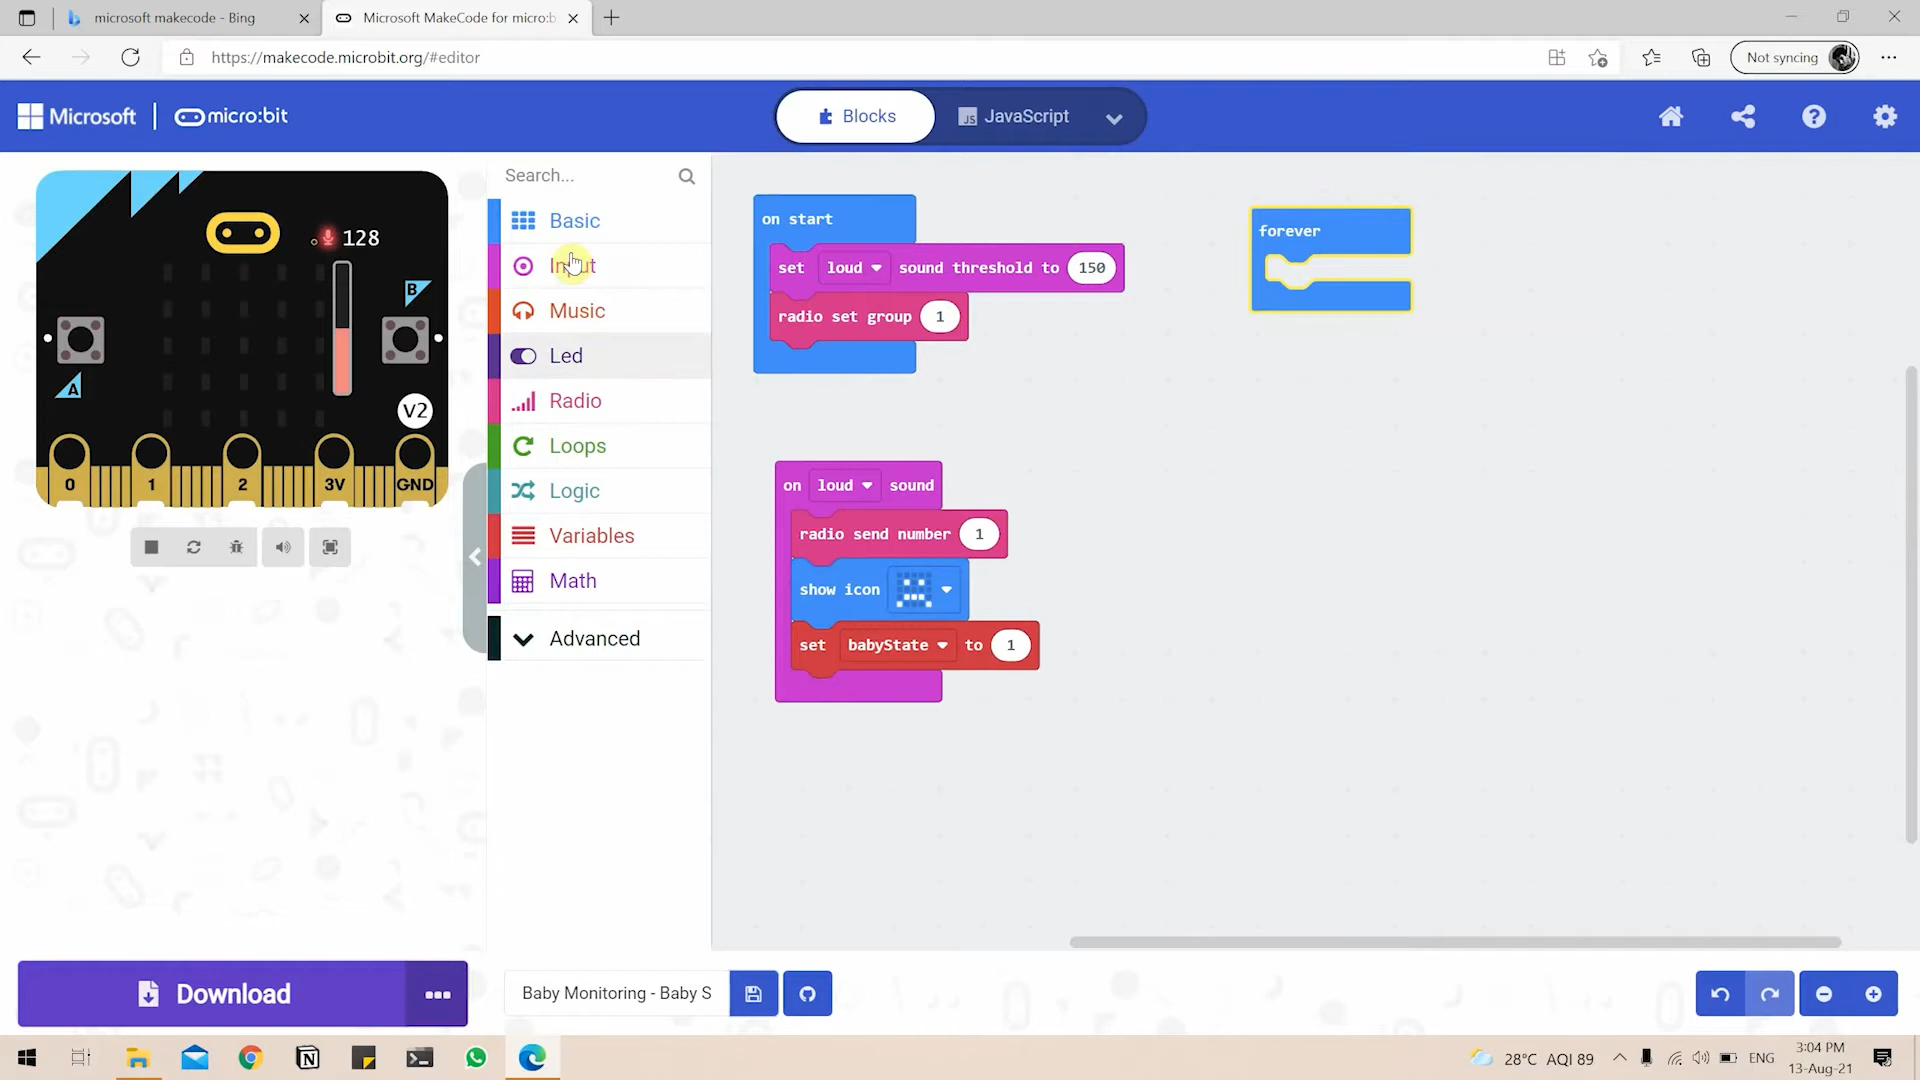 microsoft makecode - Bing
Microsoft MakeCode for micro:b
https://makecode.microbit.org/#editor
Not syncing
Microsoft
micro:bit
Blocks
JS JavaScript
128
B
A
V2
0 1 2 3V GND
Search...
Basic
Input
Music
Led
Radio
Loops
Logic
Variables
Math
Advanced
on start
set loud sound threshold to 150
radio set group 1
forever
on loud sound
radio send number 1
show icon
set babyState to 1
Download
Baby Monitoring - Baby S
28°C AQI 89
ENG
3:04 PM
13-Aug-21